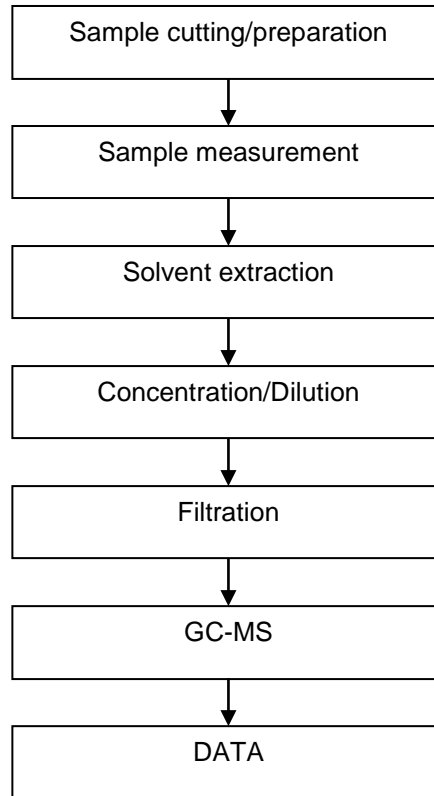 Sample cutting/preparation
Sample measurement
Solvent extraction
Concentration/Dilution
Filtration
GC-MS
DATA